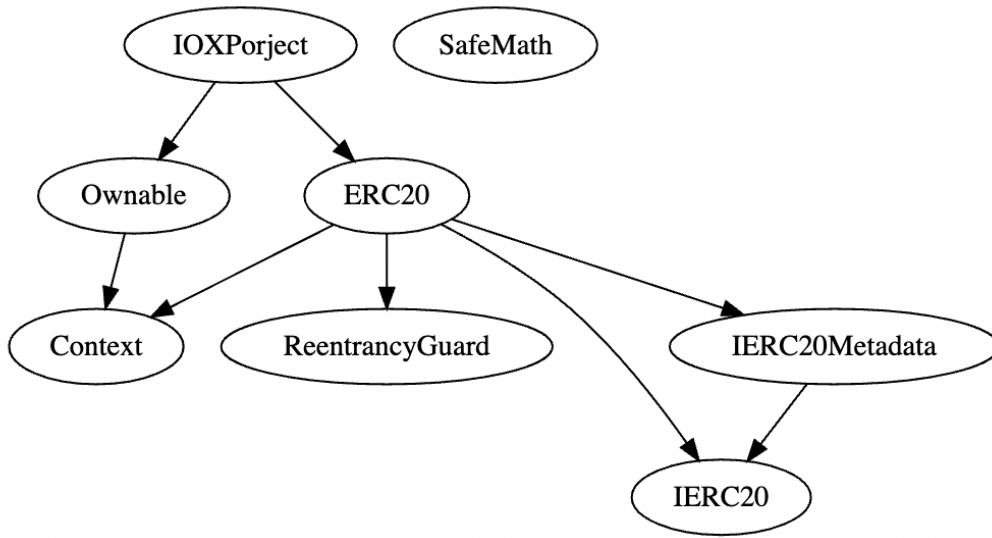 IOXPorject
SafeMath
Ownable
ERC20
Context
ReentrancyGuard
IERC20Metadata
IERC20